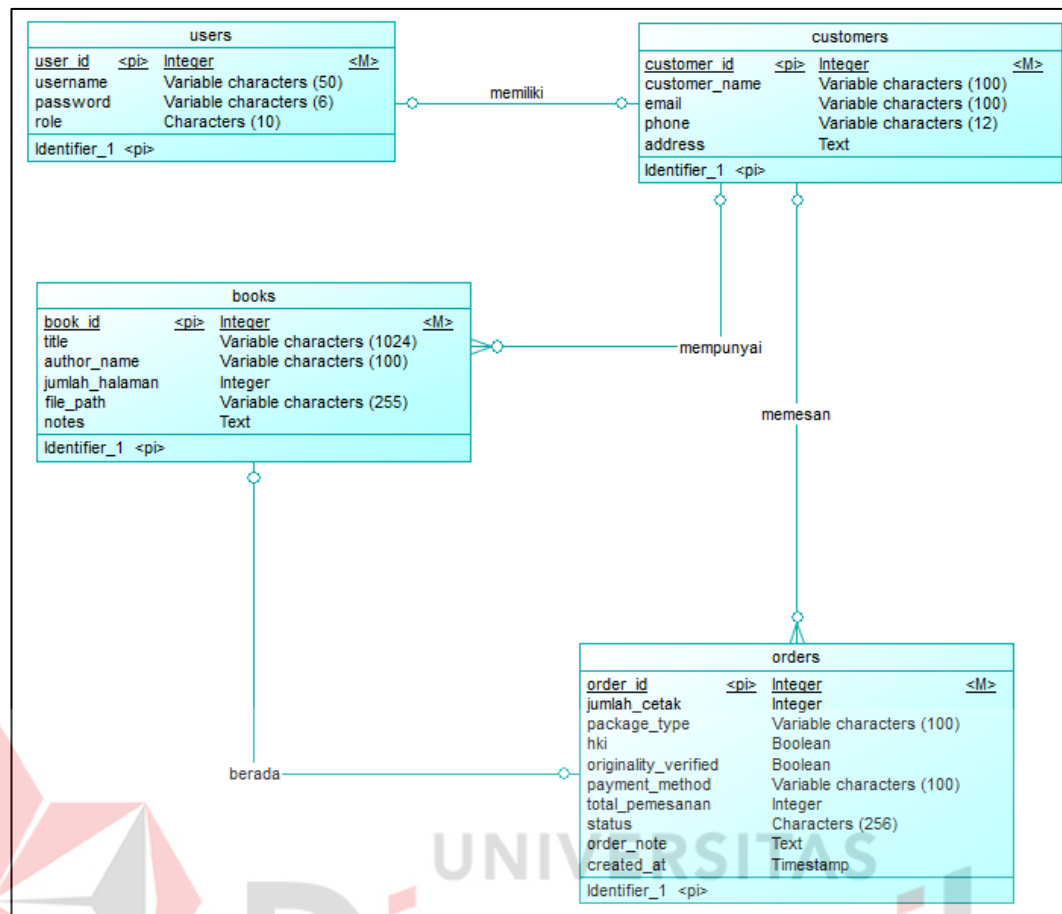 users
user_id <pi> Integer <M>
username Variable characters (50)
password Variable characters (6)
role Characters (10)
Identifier_1 <pi>
memiliki
customers
customer_id <pi> Integer <M>
customer_name Variable characters (100)
email Variable characters (100)
phone Variable characters (12)
address Text
Identifier_1 <pi>
books
book_id <pi> Integer <M>
title Variable characters (1024)
author_name Variable characters (100)
jumlah_halaman Integer
file_path Variable characters (255)
notes Text
Identifier_1 <pi>
mempunyai
memesan
orders
order_id <pi> Integer <M>
jumlah_cetak Integer
package_type Variable characters (100)
hki Boolean
originality_verified Boolean
payment_method Variable characters (100)
total_pemesanan Integer
status Characters (256)
order_note Text
created_at Timestamp
Identifier_1 <pi>
berada
UNIVERSITAS